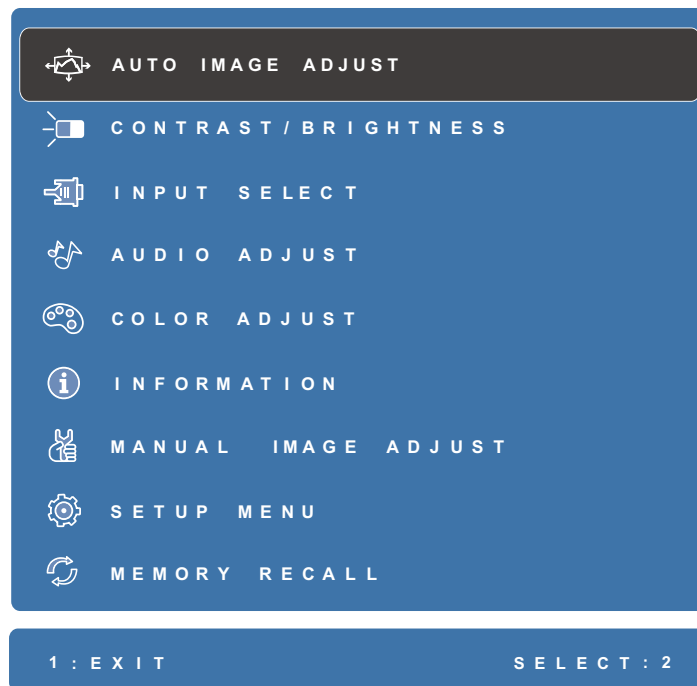 AUTO IMAGE ADJUST
CONTRAST/BRIGHTNESS
INPUT SELECT
AUDIO ADJUST
COLOR ADJUST
INFORMATION
MANUAL IMAGE ADJUST
SETUP MENU
MEMORY RECALL
1:EXIT SELECT:2